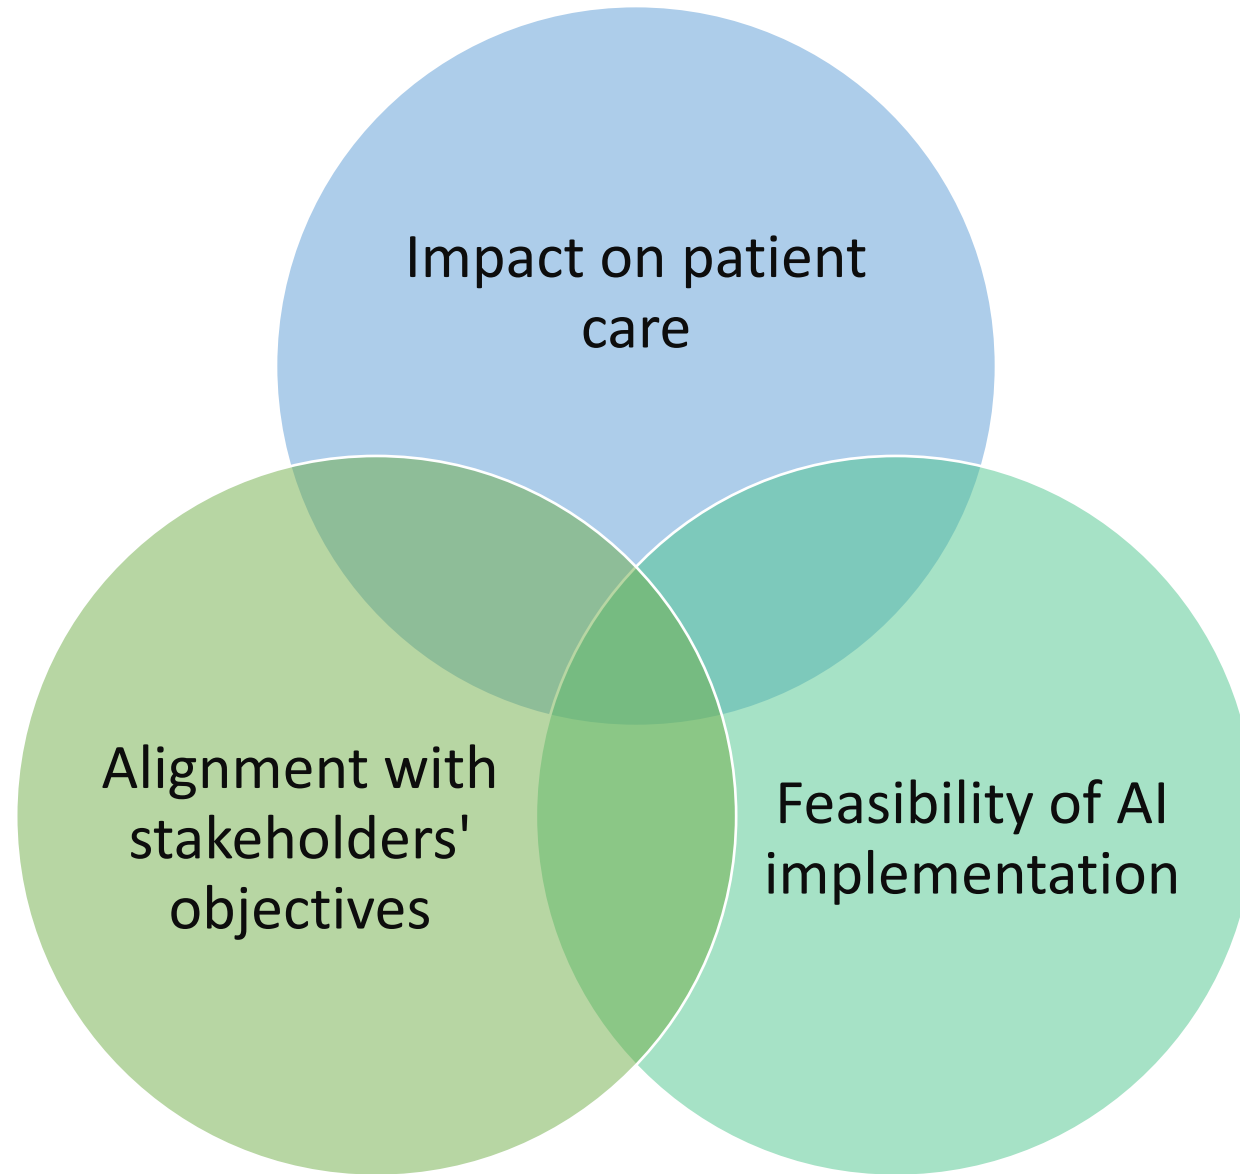 Impact on patient
care
Alignment with
stakeholders'
objectives
Feasibility of AI
implementation